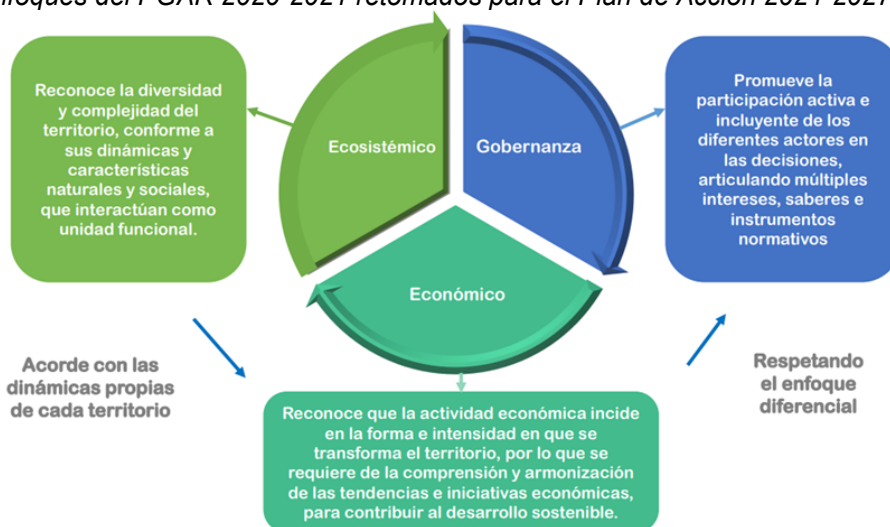 nfoques del PGAR 2020-2021 retomados para el Plan de Acción 2021-2027
Reconoce la diversidad
y complejidad del
territorio, conforme a
sus dinámicas y
características
naturales y sociales,
que interactúan como
unidad funcional.
Ecosistémico
Gobernanza
Promueve la
participación activa e
incluyente de los
diferentes actores en
las decisiones,
articulando múltiples
intereses, saberes e
instrumentos
normativos
Económico
Acorde con las
dinámicas propias
de cada territorio
Respetando
el enfoque
diferencial
Reconoce que la actividad económica incide
en la forma e intensidad en que se
transforma el territorio, por lo que se
requiere de la comprensión y armonización
de las tendencias e iniciativas económicas,
para contribuir al desarrollo sostenible.